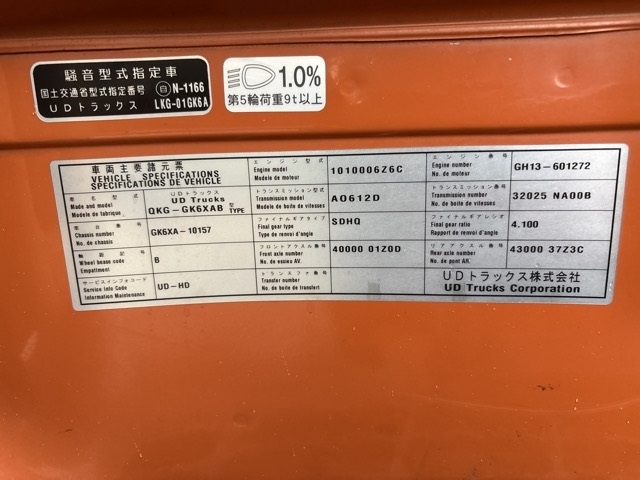 騒音型式指定車
国土交通省型式指定番号 自 N-1166
UDトラックス LKG-01GK6A
1.0%
第5輪荷重9t以上
車両主要諸元票
VEHICLE SPECIFICATIONS
SPECIFICATIONS DE VEHICLE
車名型式
Made and model
Modele de fabrique
UDトラックス
UD Trucks
QKG-GK6XAB 型 TYPE
車台番号
Chassis number
No. de chassis
GK6XA-10157
軸距記号
Wheel base code
Empattement
B
サービスインフォコード
Service Info Code
Information Maintenance
UD-HD
エンジン型式
Engine model
Modele de moteur
1010006Z6C
トランスミッション型式
Transmission model
Modele de boite de vitesses
AO612D
ファイナルギアタイプ
Final gear type
Type de renvoi d'angle
SDHQ
フロントアクスル番号
Front axle number
No. de essieu AV.
40000 01Z0D
トランスファ番号
Transfer number
No. de boite de transfert
エンジン番号
Engine number
No. de moteur
GH13-601272
トランスミッション番号
Transmission number
No. de boite de vitesses
32025 NA00B
ファイナルギアレシオ
Final gear ratio
Rapport de renvoi d'angle
4.100
リアアクスル番号
Rear axle number
No. de pont AR.
43000 37Z3C
UDトラックス株式会社
UD Trucks Corporation